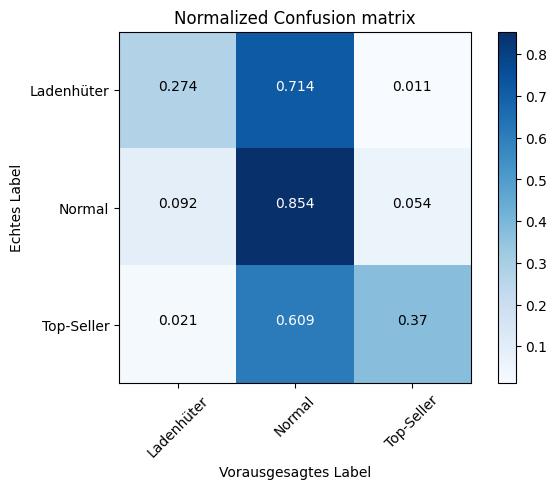 Normalized Confusion matrix
Echtes Label
Ladenhüter 0.274 0.714 0.011
Normal 0.092 0.854 0.054
Top-Seller 0.021 0.609 0.37
Ladenhüter Normal Top-Seller
Vorausgesagtes Label
0.8
0.7
0.6
0.5
0.4
0.3
0.2
0.1